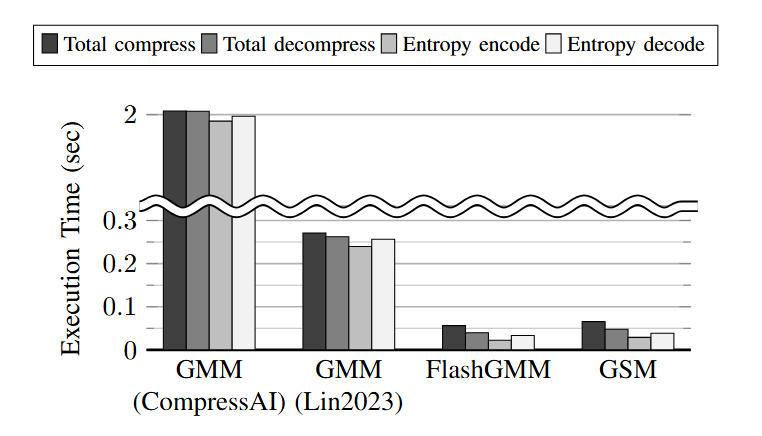 Total compress Total decompress Entropy encode Entropy decode
Execution Time (sec)
2
0.3
0.2
0.1
0
GMM GMM FlashGMM GSM
(CompressAI) (Lin2023)